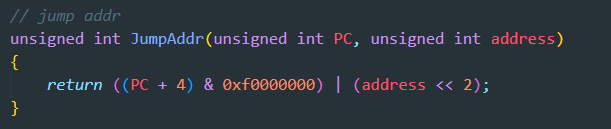 // jump addr
unsigned int JumpAddr(unsigned int PC, unsigned int address)
{
    return ((PC + 4) & 0xf0000000) | (address << 2);
}